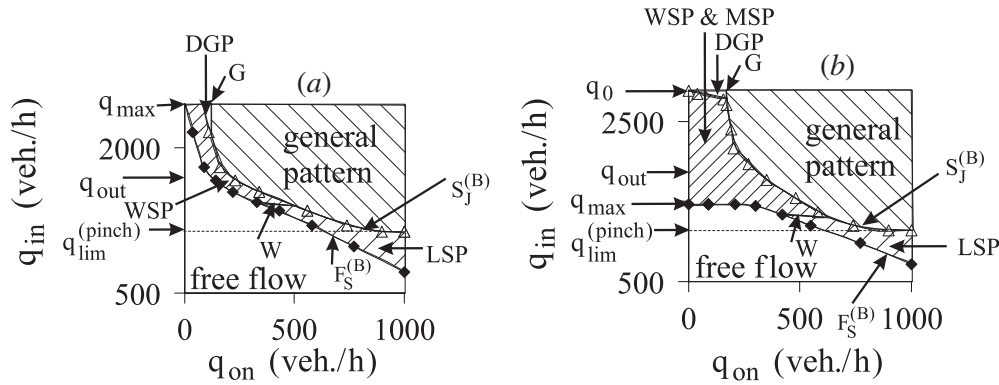 DGP
G
(a)
q_max
2000
q_out
WSP
q_lim^(pinch)
500
q_in (veh./h)
general
pattern
S_J^(B)
W
LSP
free flow
F_S^(B)
0
500
1000
q_on (veh./h)
WSP & MSP
DGP
G
(b)
q_0
2500
q_out
q_max
q_lim^(pinch)
500
q_in (veh./h)
general
pattern
S_J^(B)
W
LSP
free flow
F_S^(B)
0
500
1000
q_on (veh./h)